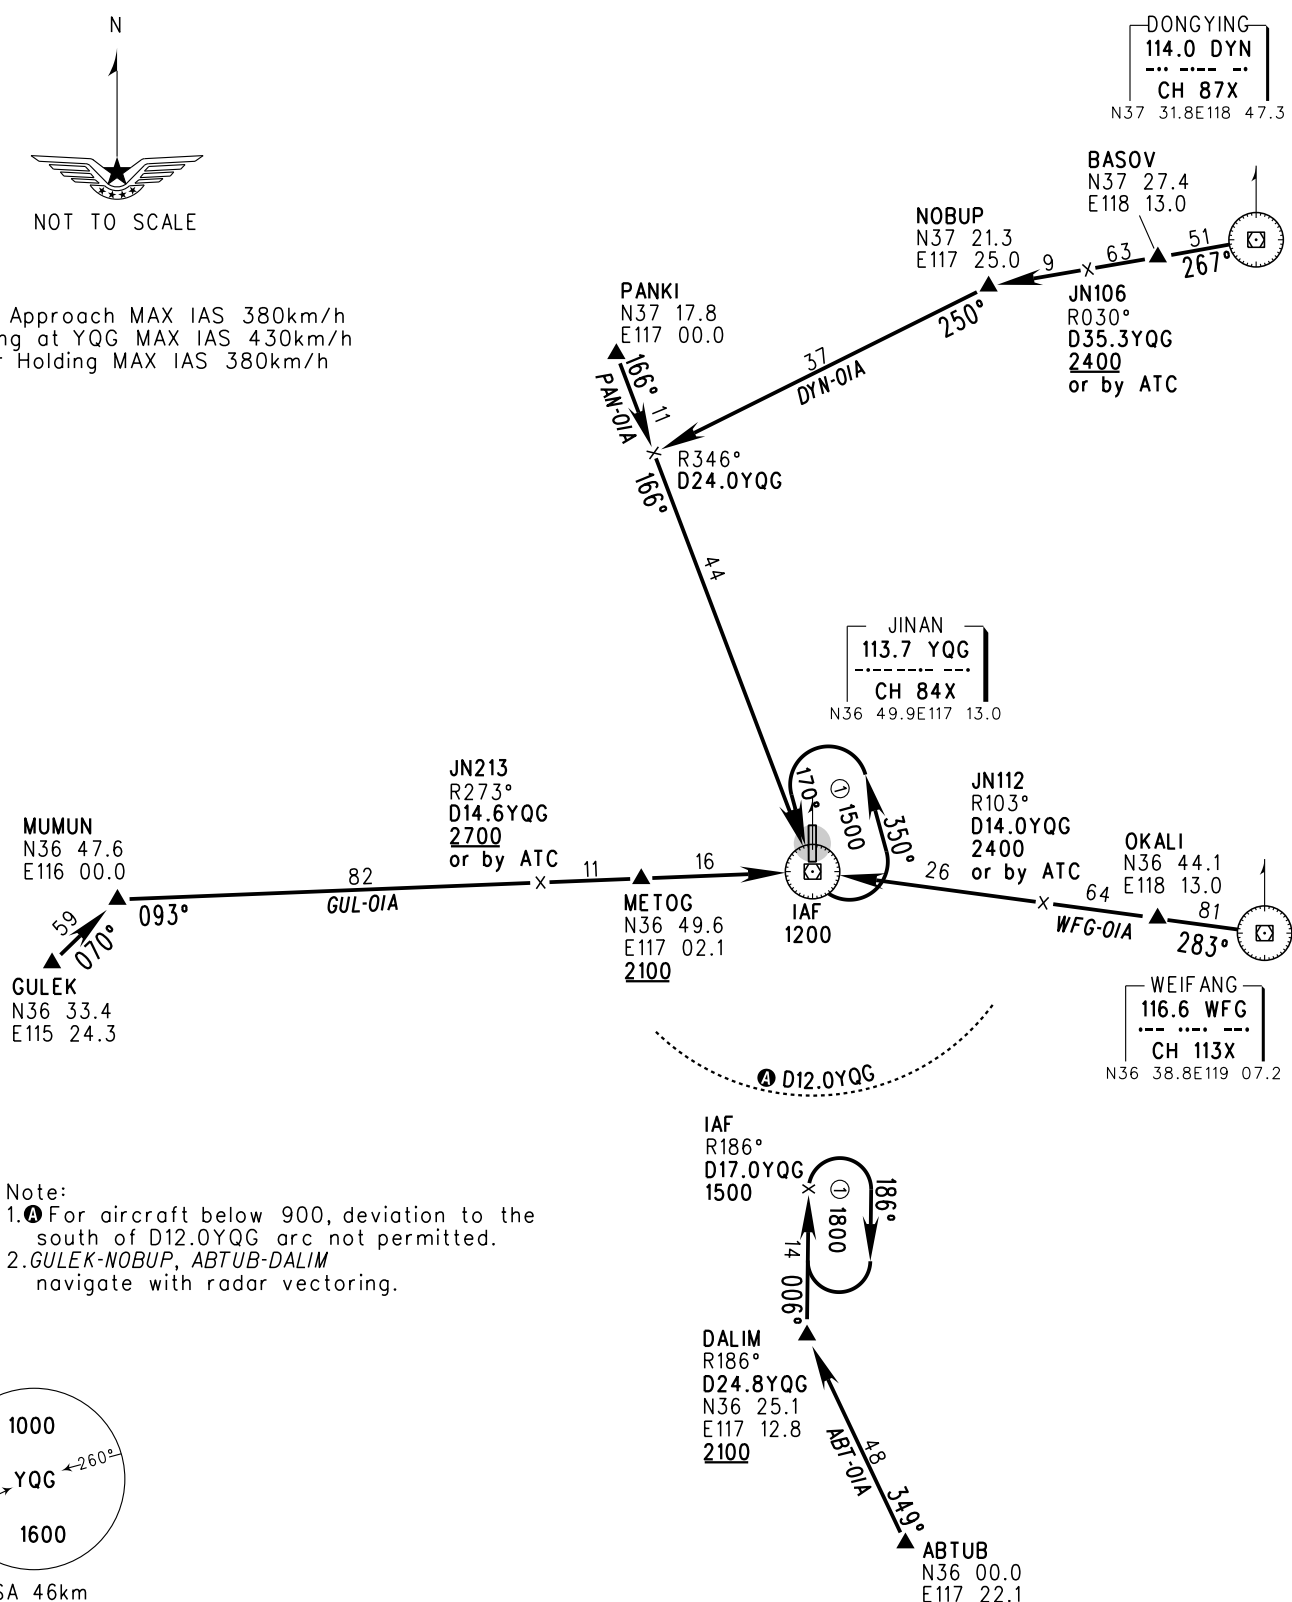 N
NOT TO SCALE
Approach MAX IAS 380km/h
ng at YQG MAX IAS 430km/h
Holding MAX IAS 380km/h
DONGYING
114.0 DYN
CH 87X
N37 31.8E118 47.3
BASOV
N37 27.4
E118 13.0
51
267°
63
9
NOBUP
N37 21.3
E117 25.0
JN106
R030°
D35.3YQG
2400
or by ATC
250°
37
DYN-01A
PANKI
N37 17.8
E117 00.0
166°
11
PAN-01A
R346°
D24.0YQG
166°
44
JINAN
113.7 YQG
CH 84X
N36 49.9E117 13.0
170°
① 1500
350°
IAF
1200
JN213
R273°
D14.6YQG
2700
or by ATC
MUMUN
N36 47.6
E116 00.0
59
070°
093°
82
GUL-01A
11
16
GULEK
N36 33.4
E115 24.3
METOG
N36 49.6
E117 02.1
2100
JN112
R103°
D14.0YQG
2400
or by ATC
26
OKALI
N36 44.1
E118 13.0
64
WFG-01A
81
283°
WEIFANG
116.6 WFG
CH 113X
N36 38.8E119 07.2
A D12.0YQG
IAF
R186°
D17.0YQG
1500
① 1800
186°
14
006°
DALIM
R186°
D24.8YQG
N36 25.1
E117 12.8
2100
48
ABT-01A
349°
ABTUB
N36 00.0
E117 22.1
Note:
1.A For aircraft below 900, deviation to the
south of D12.0YQG arc not permitted.
2.GULEK-NOBUP, ABTUB-DALIM
navigate with radar vectoring.
1000
260°
YQG
1600
SA 46km